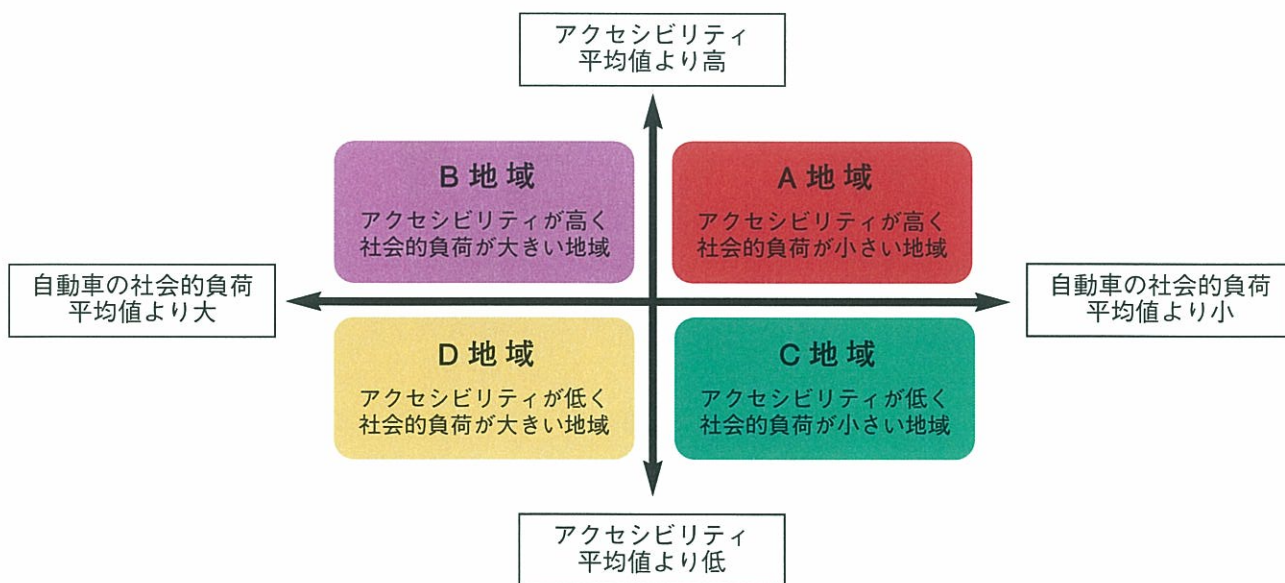 アクセシビリティ
平均値より高
B 地 域
アクセシビリティが高く
社会的負荷が大きい地域
A 地 域
アクセシビリティが高く
社会的負荷が小さい地域
自動車の社会的負荷
平均値より大
自動車の社会的負荷
平均値より小
D 地 域
アクセシビリティが低く
社会的負荷が大きい地域
C 地 域
アクセシビリティが低く
社会的負荷が小さい地域
アクセシビリティ
平均値より低